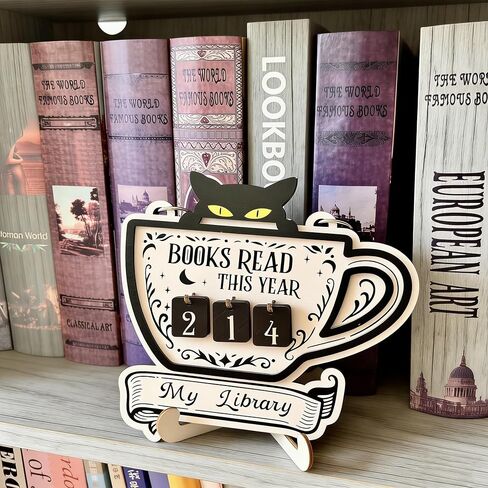 THE WORLD
FAMOUS BOOKS
CLASSICAL ART
THE WORLD
FAMOUS BOOKS
THE WORLD
FAMOUS BOOKS
LOOKBO
THE WORLD
FAMOUS BOOKS
THE WORLD
FAMOUS BOOKS
EUROPEAN ART
toman World
BOOKS READ
THIS YEAR
2 1 4
My Library